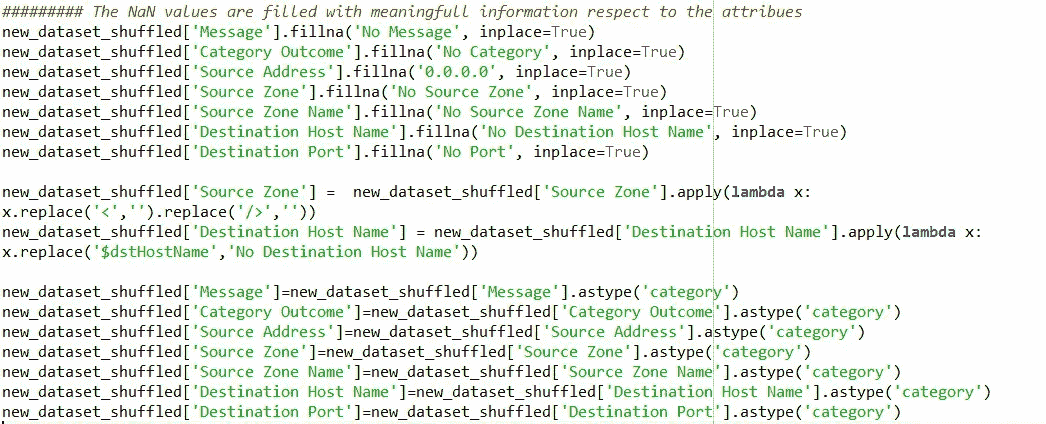 ######### The NaN values are filled with meaningfull information respect to the attribues
new_dataset_shuffled['Message'].fillna('No Message', inplace=True)
new_dataset_shuffled['Category Outcome'].fillna('No Category', inplace=True)
new_dataset_shuffled['Source Address'].fillna('0.0.0.0', inplace=True)
new_dataset_shuffled['Source Zone'].fillna('No Source Zone', inplace=True)
new_dataset_shuffled['Source Zone Name'].fillna('No Source Zone Name', inplace=True)
new_dataset_shuffled['Destination Host Name'].fillna('No Destination Host Name', inplace=True)
new_dataset_shuffled['Destination Port'].fillna('No Port', inplace=True)
new_dataset_shuffled['Source Zone'] =  new_dataset_shuffled['Source Zone'].apply(lambda x:
x.replace('<','').replace('/>',''))
new_dataset_shuffled['Destination Host Name'] = new_dataset_shuffled['Destination Host Name'].apply(lambda x:
x.replace('$dstHostName','No Destination Host Name'))
new_dataset_shuffled['Message']=new_dataset_shuffled['Message'].astype('category')
new_dataset_shuffled['Category Outcome']=new_dataset_shuffled['Category Outcome'].astype('category')
new_dataset_shuffled['Source Address']=new_dataset_shuffled['Source Address'].astype('category')
new_dataset_shuffled['Source Zone']=new_dataset_shuffled['Source Zone'].astype('category')
new_dataset_shuffled['Source Zone Name']=new_dataset_shuffled['Source Zone Name'].astype('category')
new_dataset_shuffled['Destination Host Name']=new_dataset_shuffled['Destination Host Name'].astype('category')
new_dataset_shuffled['Destination Port']=new_dataset_shuffled['Destination Port'].astype('category')